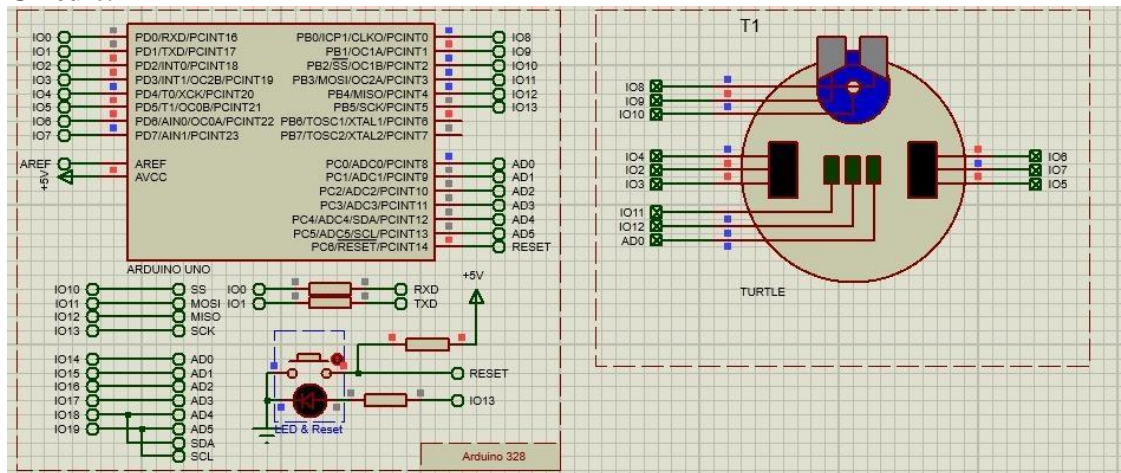 IO0 PD0/RXD/PCINT16 PB0/ICP1/CLKO/PCINT0 IO8
IO1 PD1/TXD/PCINT17 PB1/OC1A/PCINT1 IO9
IO2 PD2/INT0/PCINT18 PB2/SS/OC1B/PCINT2 IO10
IO3 PD3/INT1/OC2B/PCINT19 PB3/MOSI/OC2A/PCINT3 IO11
IO4 PD4/T0/XCK/PCINT20 PB4/MISO/PCINT4 IO12
IO5 PD5/T1/OC0B/PCINT21 PB5/SCK/PCINT5 IO13
IO6 PD6/AIN0/OC0A/PCINT22 PB6/TOSC1/XTAL1/PCINT6
IO7 PD7/AIN1/PCINT23 PB7/TOSC2/XTAL2/PCINT7
AREF AREF PC0/ADC0/PCINT8 AD0
+5V AVCC PC1/ADC1/PCINT9 AD1
PC2/ADC2/PCINT10 AD2
PC3/ADC3/PCINT11 AD3
PC4/ADC4/SDA/PCINT12 AD4
PC5/ADC5/SCL/PCINT13 AD5
PC6/RESET/PCINT14 RESET
ARDUINO UNO
IO10 SS
IO11 MOSI
IO12 MISO
IO13 SCK
IO0 RXD
IO1 TXD
+5V
IO14 AD0
IO15 AD1
IO16 AD2
IO17 AD3
IO18 AD4
IO19 AD5
SDA
SCL
RESET
IO13
LED & Reset
Arduino 328
T1
IO8
IO9
IO10
IO4 IO6
IO2 IO7
IO3 IO5
IO11
IO12
AD0
TURTLE